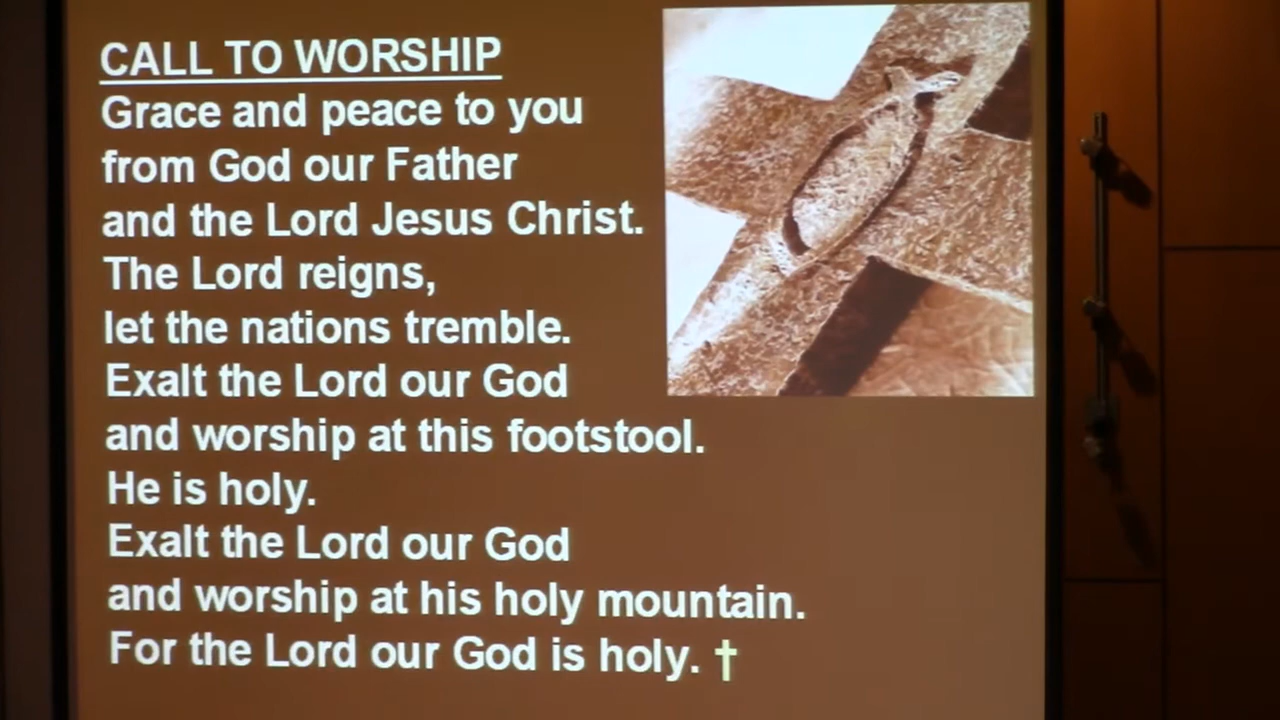 CALL TO WORSHIP
Grace and peace to you
from God our Father
and the Lord Jesus Christ.
The Lord reigns,
let the nations tremble.
Exalt the Lord our God
and worship at this footstool.
He is holy.
Exalt the Lord our God
and worship at his holy mountain.
For the Lord our God is holy. †